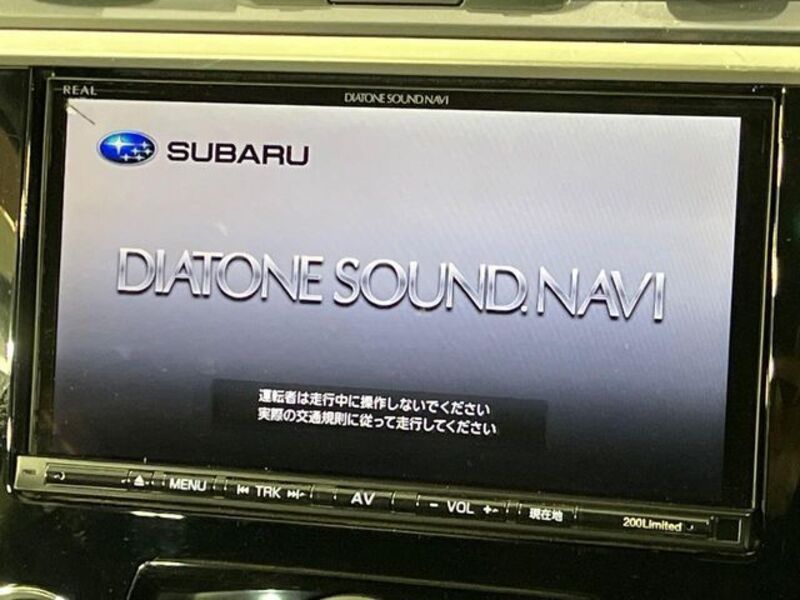 REAL
DIATONE SOUND.NAVI
SUBARU
DIATONE SOUND.NAVI
運転者は走行中に操作しないでください
実際の交通規則に従って走行してください
MENU TRK AV - VOL + 現在地 200Limited